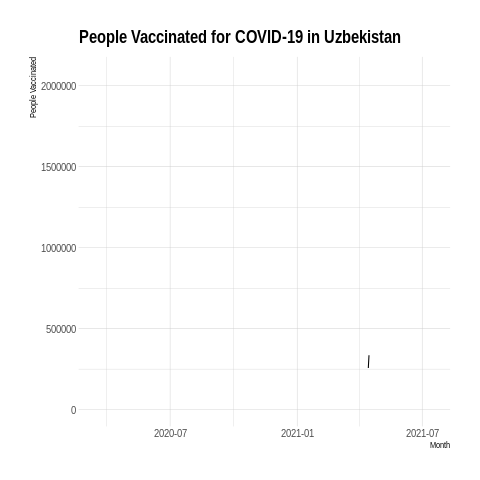 People Vaccinated for COVID-19 in Uzbekistan
People Vaccinated
2000000
1500000
1000000
500000
0
2020-07 2021-01 2021-07
Month